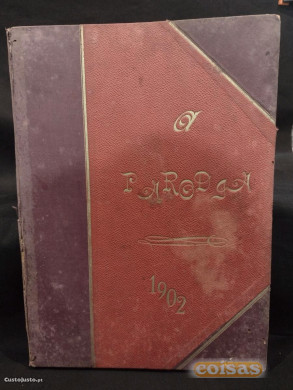 A
PARODIA
1902
coisas
© CustoJusto.pt